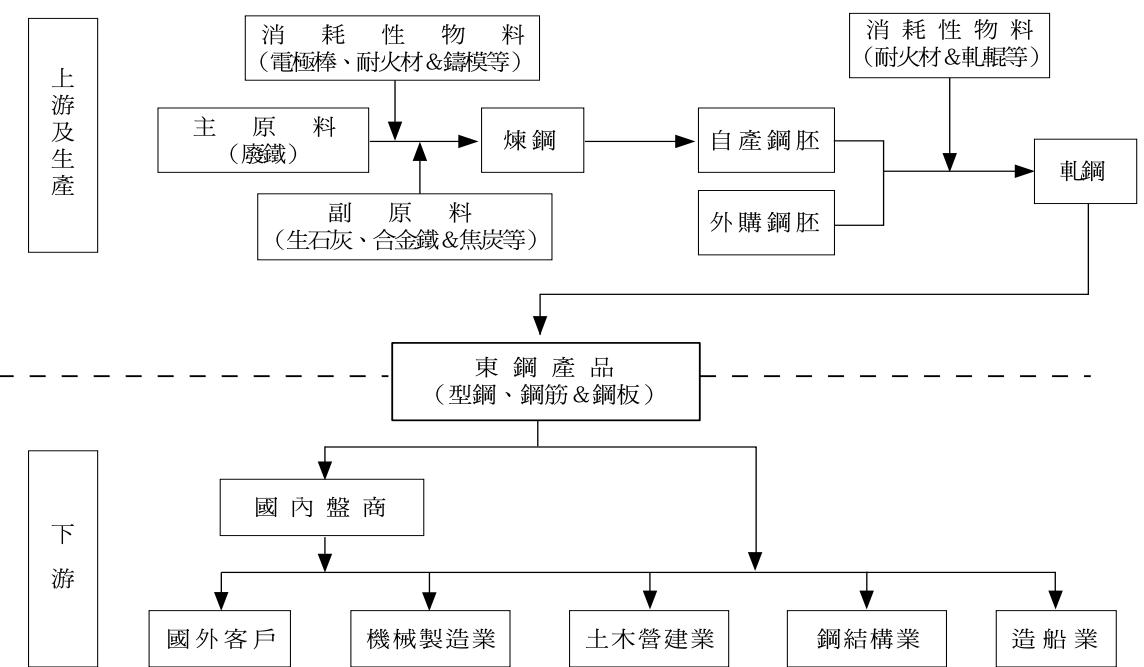 上游及生產
消耗性物料
（電極棒、耐火材＆鑄模等）
消耗性物料
（耐火材＆軋輥等）
主原料
（廢鐵）
煉鋼
自產鋼胚
軋鋼
副原料
（生石灰、合金鐵＆焦炭等）
外購鋼胚
東鋼產品
（型鋼、鋼筋＆鋼板）
下游
國內盤商
國外客戶
機械製造業
土木營建業
鋼結構業
造船業